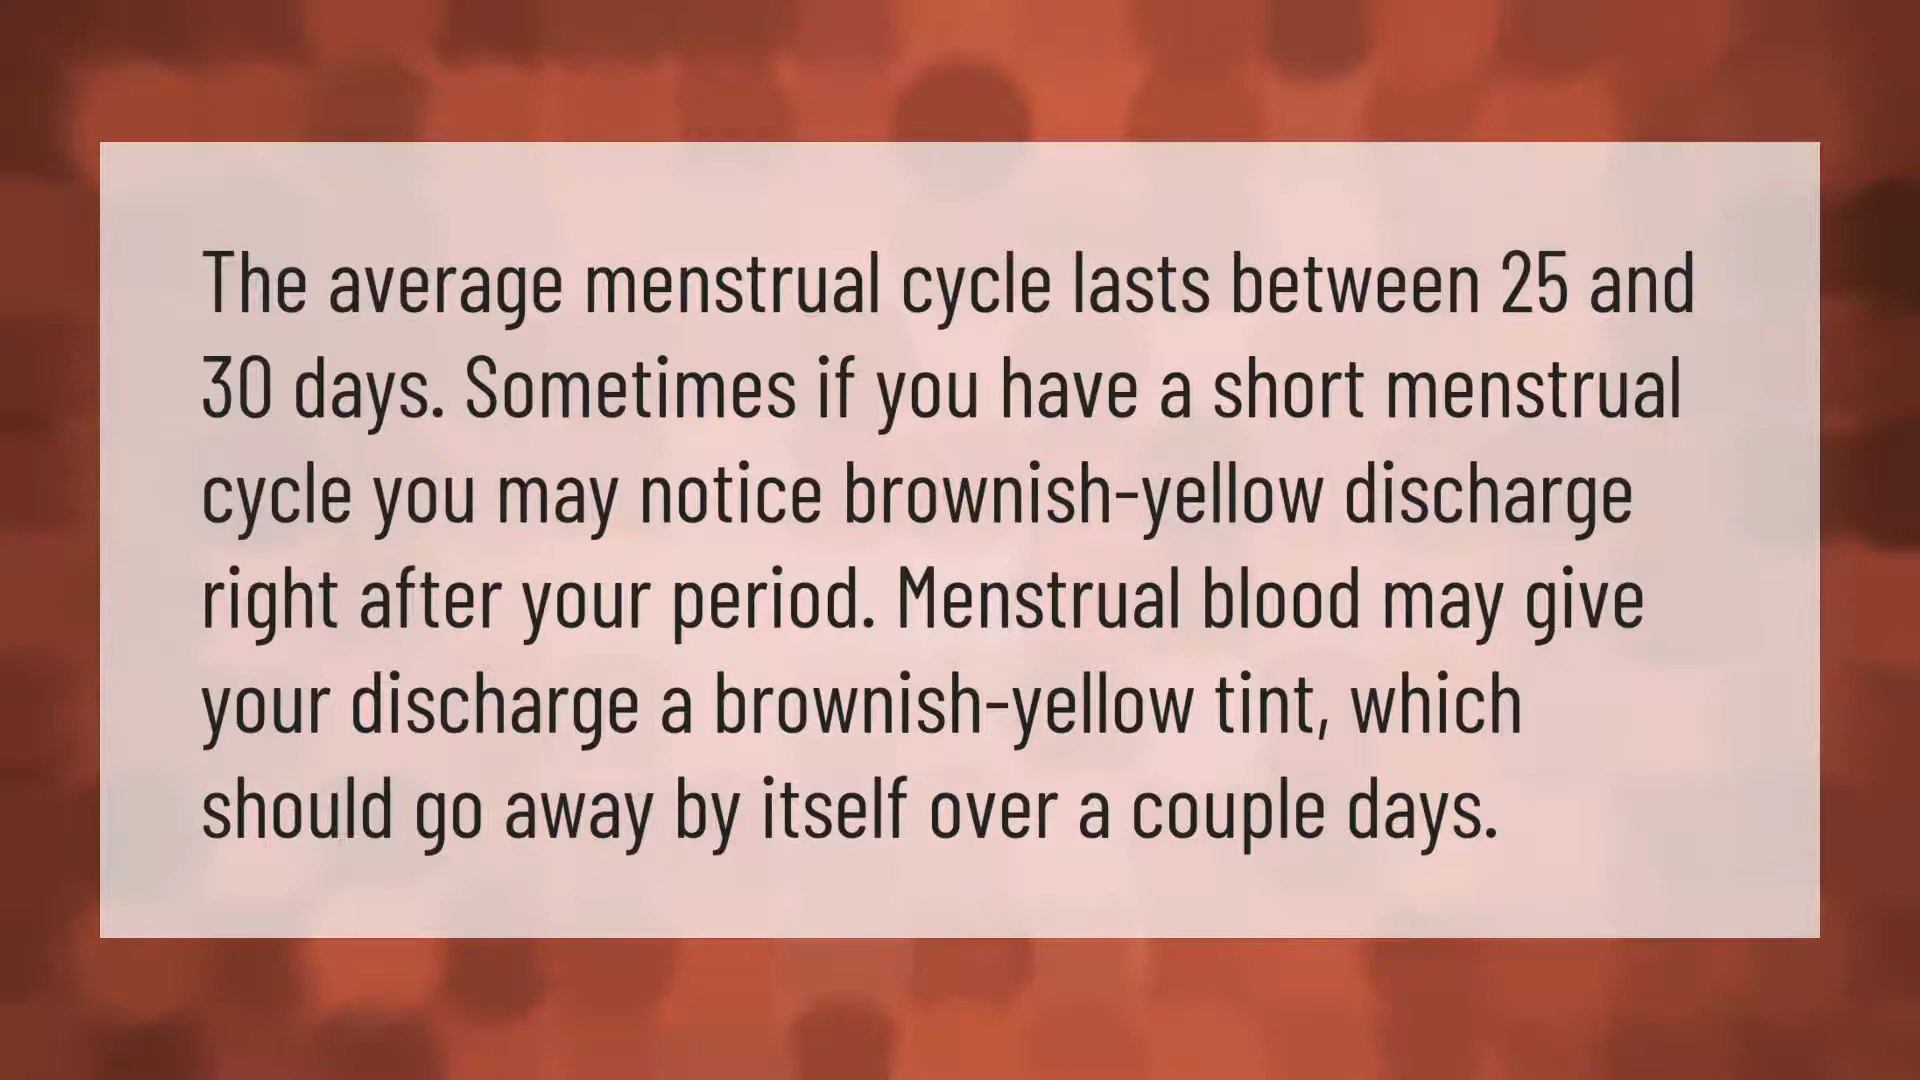 The average menstrual cycle lasts between 25 and
30 days. Sometimes if you have a short menstrual
cycle you may notice brownish-yellow discharge
right after your period. Menstrual blood may give
your discharge a brownish-yellow tint, which
should go away by itself over a couple days.